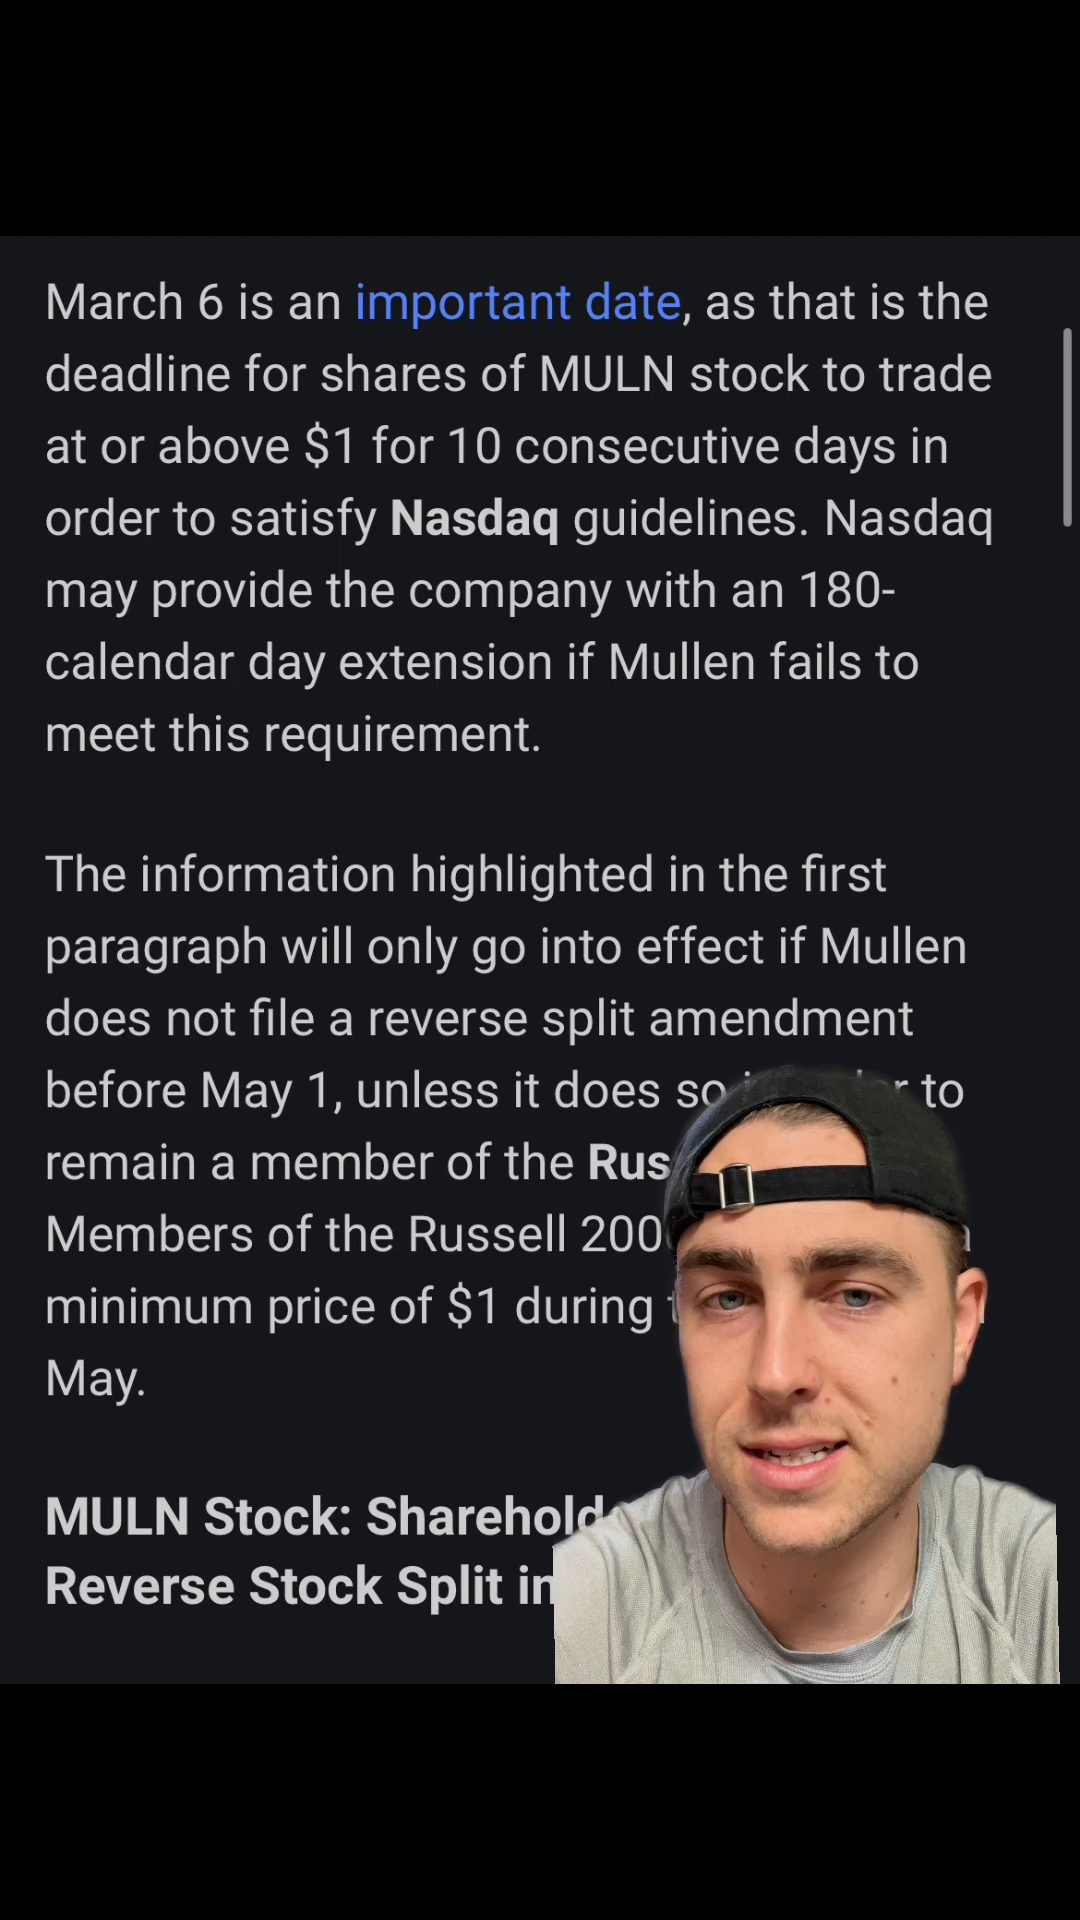 March 6 is an important date, as that is the
deadline for shares of MULN stock to trade
at or above $1 for 10 consecutive days in
order to satisfy Nasdaq guidelines. Nasdaq
may provide the company with an 180-
calendar day extension if Mullen fails to
meet this requirement.
The information highlighted in the first
paragraph will only go into effect if Mullen
does not file a reverse split amendment
before May 1, unless it does so to
remain a member of the
Members of the Russell
minimum price of $1 during
May.
MULN Stock:
Reverse Stock Split